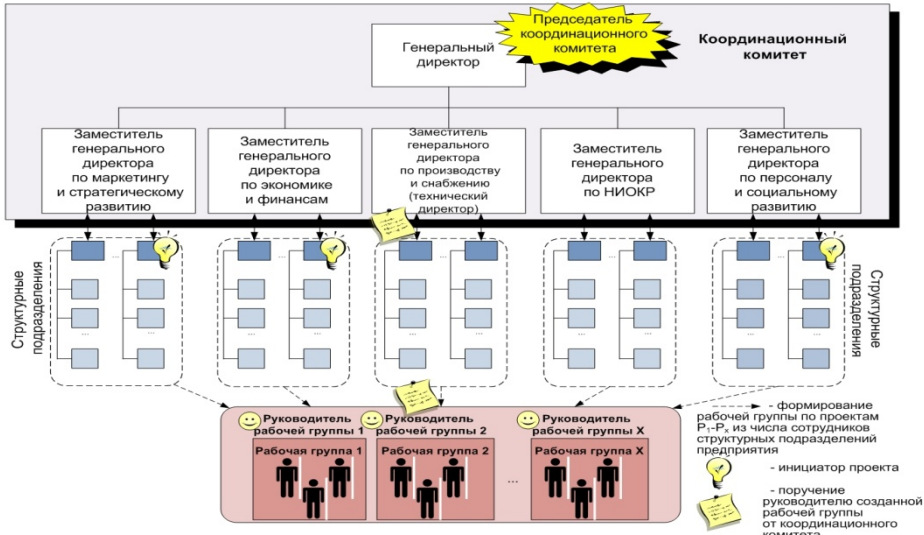 Председатель
координационного
комитета
Генеральный
директор
Координационный
комитет
Заместитель
генерального
директора
по маркетингу
и стратегическому
развитию
Заместитель
генерального
директора
по экономике
и финансам
Заместитель
генерального
директора
по производству
и снабжению
(технический
директор)
Заместитель
генерального
директора
по НИОКР
Заместитель
генерального
директора
по персоналу
и социальному
развитию
Структурные
подразделения
...
...
...
...
...
...
...
...
...
...
Структурные
подразделения
Руководитель
рабочей группы 1
Руководитель
рабочей группы 2
Руководитель
рабочей группы X
Рабочая группа 1
Рабочая группа 2
...
Рабочая группа X
- формирование
рабочей группы по проектам
P₁-Pₓ из числа сотрудников
структурных подразделений
предприятия
- инициатор проекта
- поручение
руководителю созданной
рабочей группы
от координационного
комитета